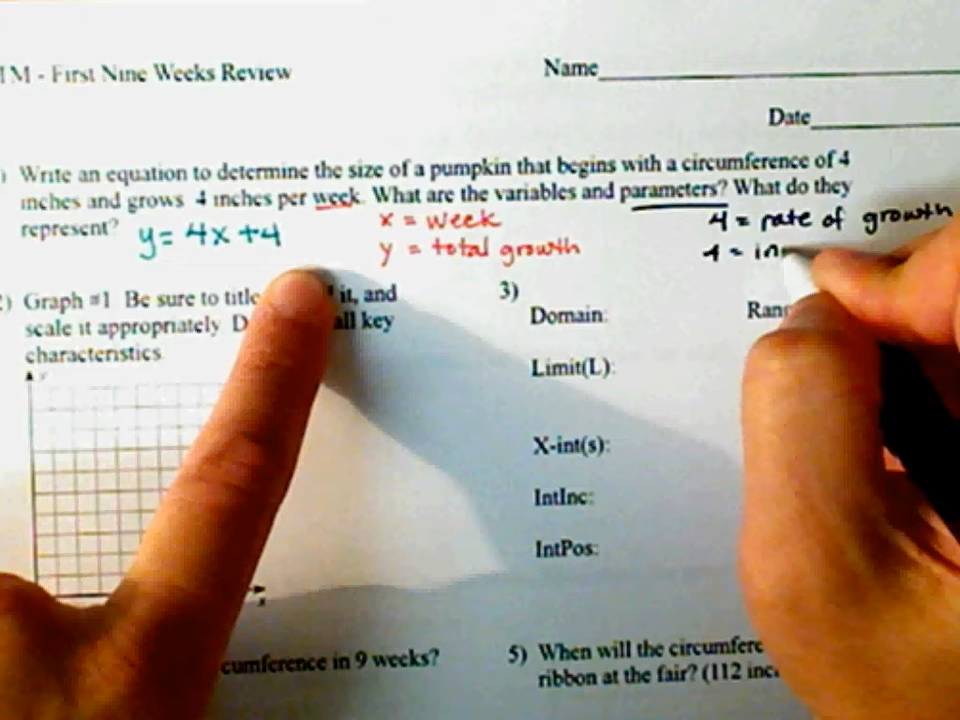 1M - First Nine Weeks Review
Name
Date
) Write an equation to determine the size of a pumpkin that begins with a circumference of 4
inches and grows 4 inches per week. What are the variables and parameters? What do they
represent?
y = 4x + 4
x = week
y = total growth
4 = rate of growth
4 =
2) Graph #1 Be sure to title it, and
scale it appropriately all key
characteristics
y
x
3)
Domain:
Limit(L):
X-int(s):
IntInc:
IntPos:
cumference in 9 weeks?
5) When will the
ribbon at the fair? (112